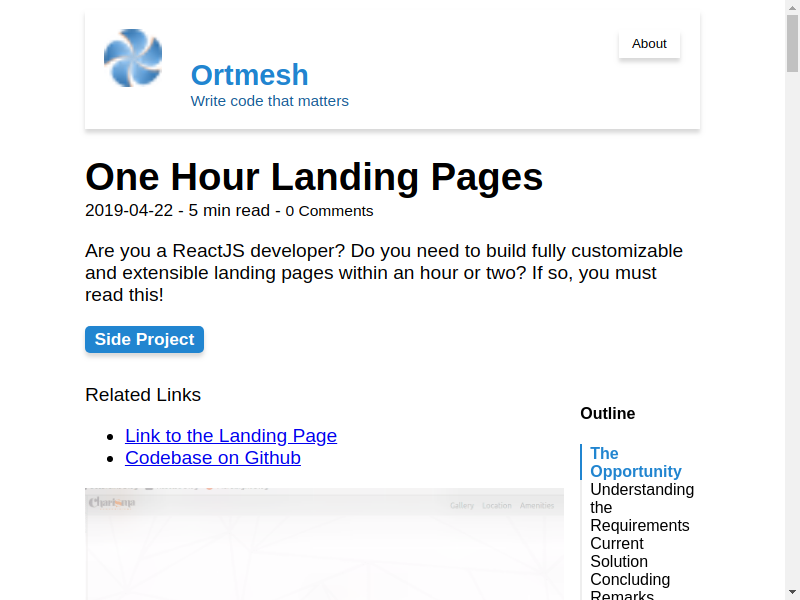 Ortmesh
Write code that matters
About
One Hour Landing Pages
2019-04-22 - 5 min read - 0 Comments
Are you a ReactJS developer? Do you need to build fully customizable
and extensible landing pages within an hour or two? If so, you must
read this!
Side Project
Related Links
Link to the Landing Page
Codebase on Github
Outline
The
Opportunity
Understanding
the
Requirements
Current
Solution
Concluding
Remarks
Charisma
Gallery Location Amenities